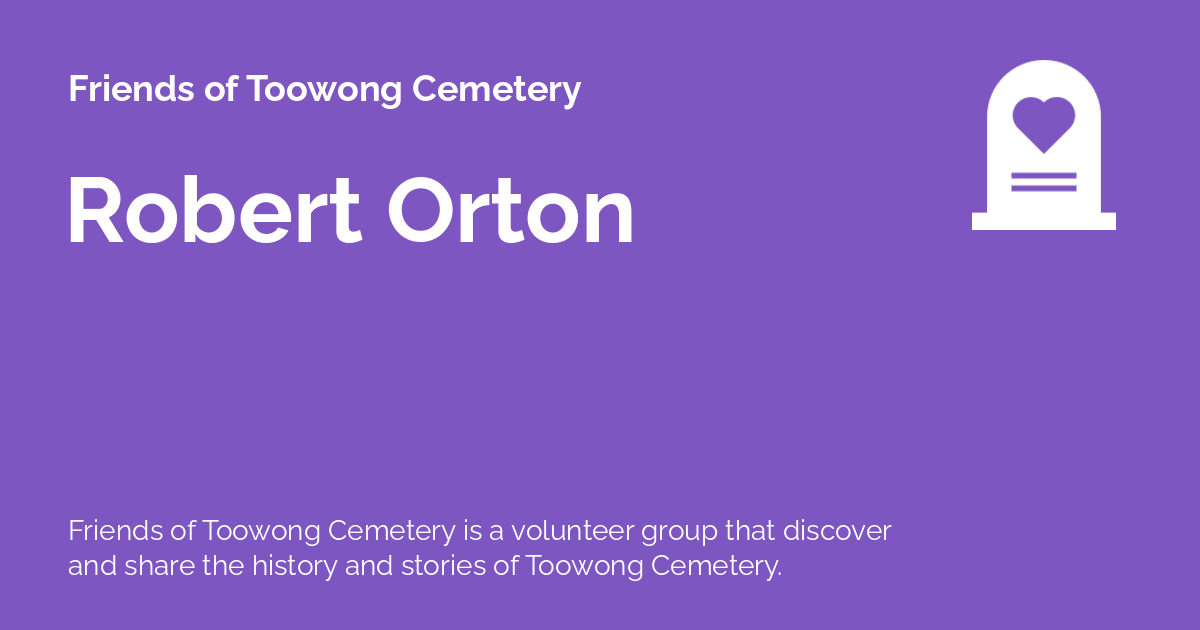 Friends of Toowong Cemetery
Robert Orton
Friends of Toowong Cemetery is a volunteer group that discover
and share the history and stories of Toowong Cemetery.